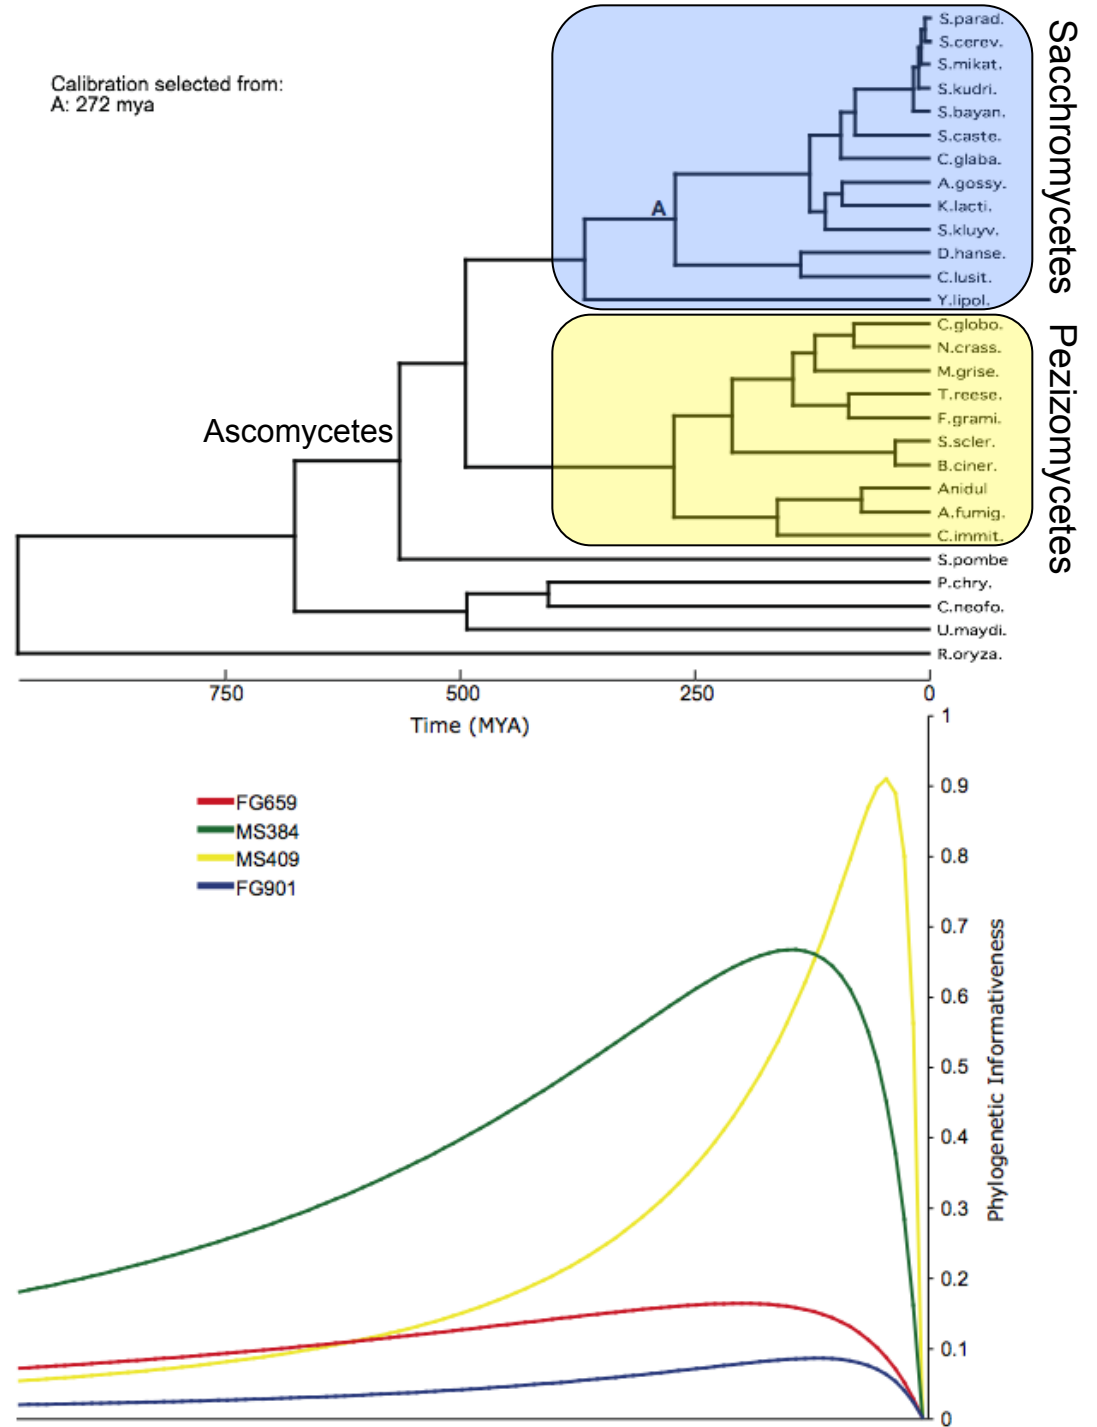 S.parad.
S.cerev.
S.mikat.
S.kudri.
S.bayan.
S.caste.
C.glaba.
A.gossy.
K.lacti.
S.kluyv.
D.hanse.
C.lusit.
Y.lipol.
Sacchromycetes
Calibration selected from:
A: 272 mya
A
C.globo.
N.crass.
M.grise.
T.reese.
F.grami.
S.scler.
B.ciner.
Anidul
A.fumig.
C.immit.
Pezizomycetes
Ascomycetes
S.pombe
P.chry.
C.neofo.
U.maydi.
R.oryza.
750 500 250 0
Time (MYA)
FG659
MS384
MS409
FG901
1
0.9
0.8
0.7
0.6
0.5
0.4
0.3
0.2
0.1
0
Phylogenetic Informativeness